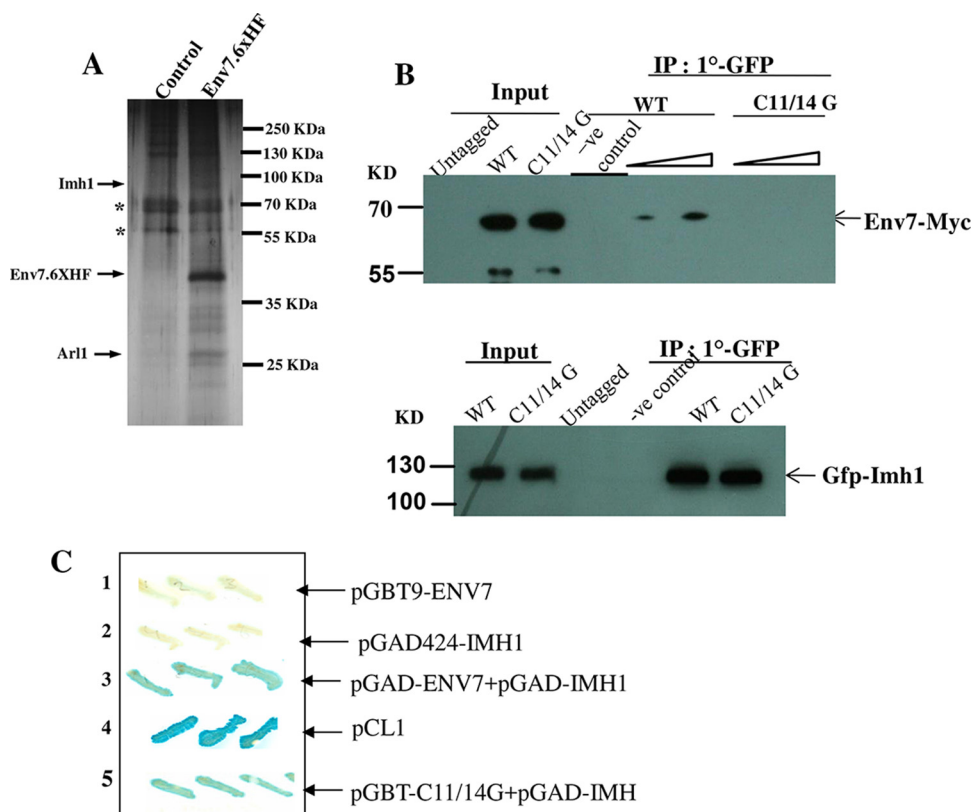 A
Control
Env7.6xHF
250 KDa
130 KDa
100 KDa
Imh1
70 KDa
*
*
55 KDa
Env7.6XHF
35 KDa
Arl1
25 KDa
B
IP : 1°-GFP
Input
WT
C11/14 G
Untagged
WT
C11/14 G
–ve control
KD
70
Env7-Myc
55
Input
IP : 1°-GFP
WT
C11/14 G
Untagged
-ve control
WT
C11/14 G
KD
130
Gfp-Imh1
100
C
1
pGBT9-ENV7
2
pGAD424-IMH1
3
pGAD-ENV7+pGAD-IMH1
4
pCL1
5
pGBT-C11/14G+pGAD-IMH